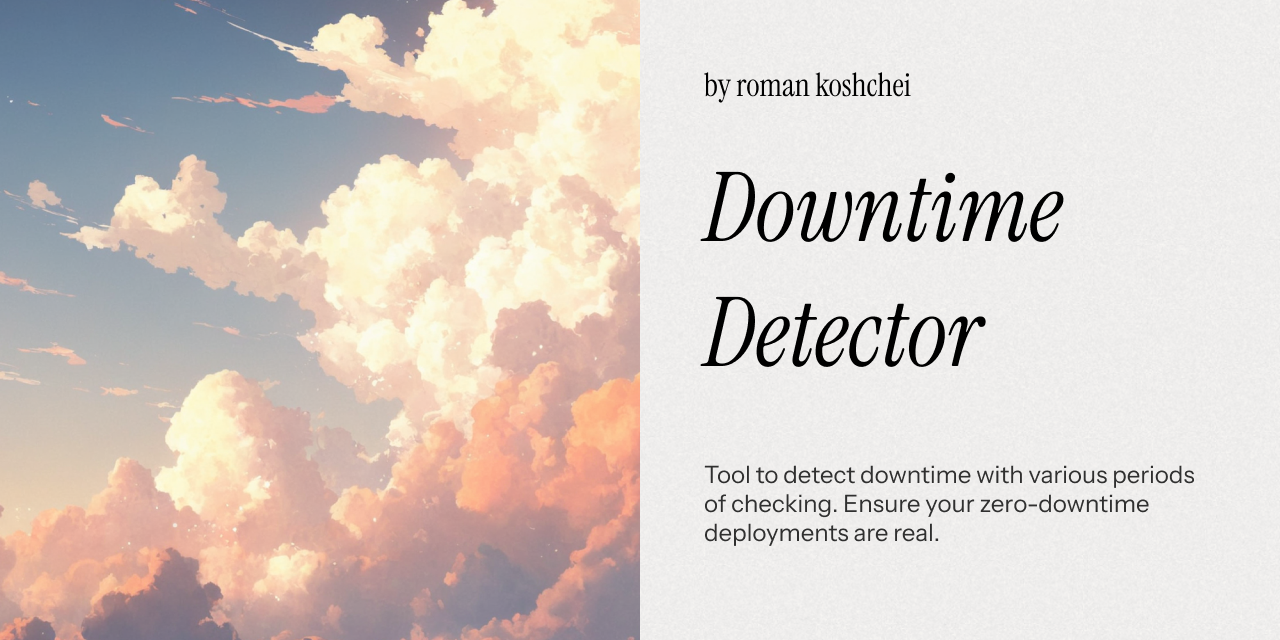 by roman koshchei
Downtime
Detector
Tool to detect downtime with various periods
of checking. Ensure your zero-downtime
deployments are real.